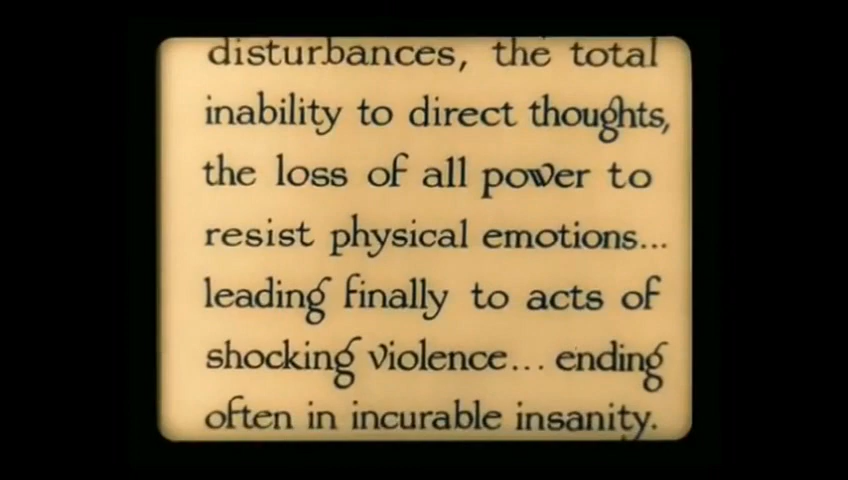 disturbances, the total
inability to direct thoughts,
the loss of all power to
resist physical emotions...
leading finally to acts of
shocking violence... ending
often in incurable insanity.